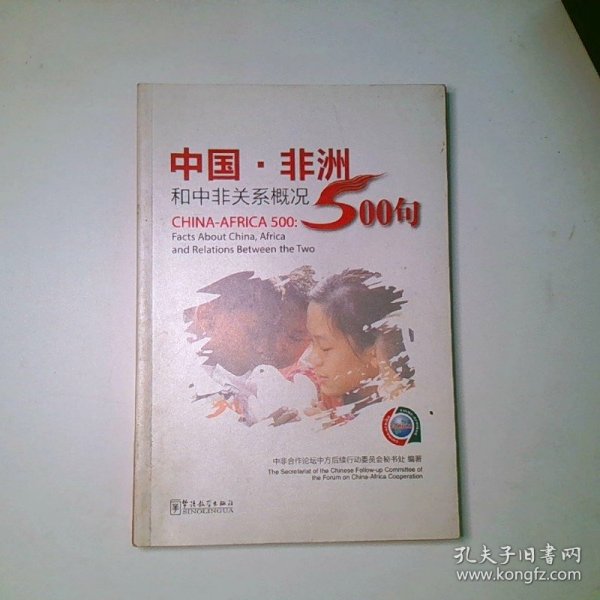 中国·非洲
和中非关系概况
500句
CHINA-AFRICA 500:
Facts About China, Africa
and Relations Between the Two
中非合作论坛中方后续行动委员会秘书处 编著
The Secretariat of the Chinese Follow-up Committee of
the Forum on China-Africa Cooperation
华语教学出版社
SINOLINGUA
孔夫子旧书网
www.kongfz.com